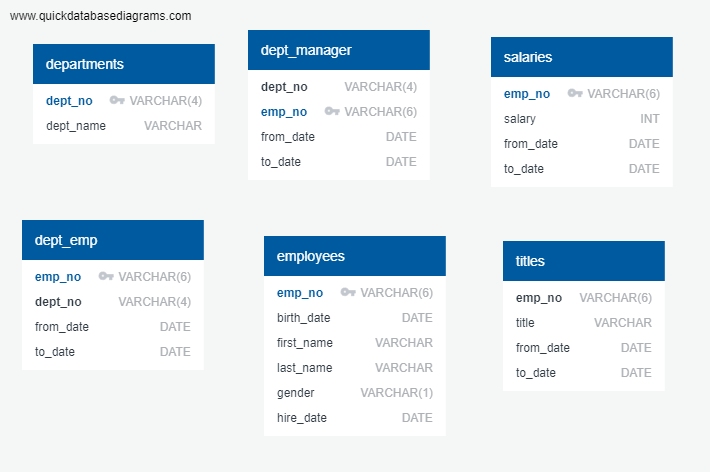 www.quickdatabasediagrams.com
departments
dept_no VARCHAR(4)
dept_name VARCHAR
dept_manager
dept_no VARCHAR(4)
emp_no VARCHAR(6)
from_date DATE
to_date DATE
salaries
emp_no VARCHAR(6)
salary INT
from_date DATE
to_date DATE
dept_emp
emp_no VARCHAR(6)
dept_no VARCHAR(4)
from_date DATE
to_date DATE
employees
emp_no VARCHAR(6)
birth_date DATE
first_name VARCHAR
last_name VARCHAR
gender VARCHAR(1)
hire_date DATE
titles
emp_no VARCHAR(6)
title VARCHAR
from_date DATE
to_date DATE